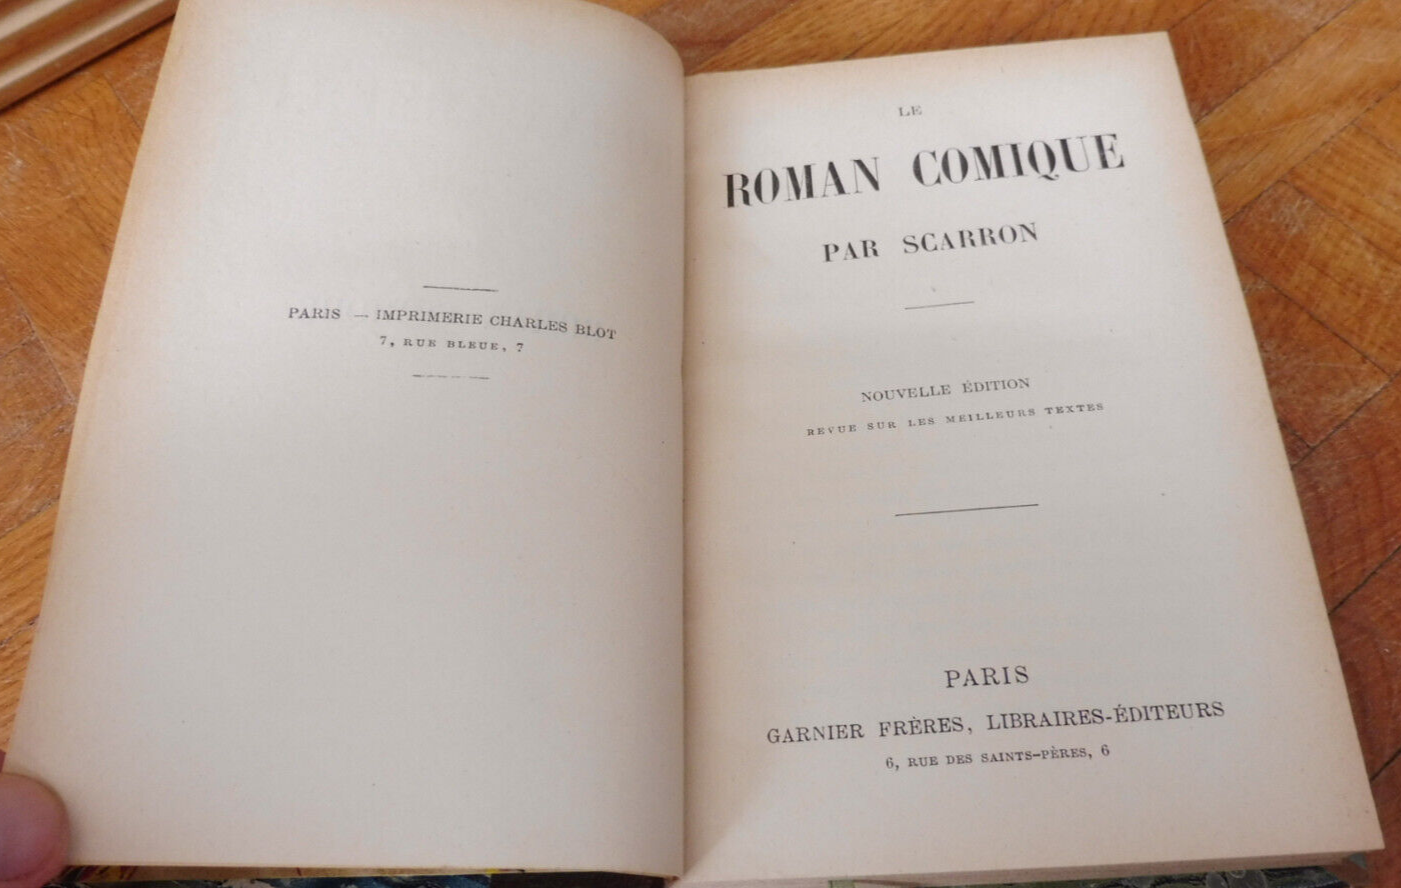 PARIS — IMPRIMERIE CHARLES BLOT
7, RUE BLEUE, 7
LE
ROMAN COMIQUE
PAR SCARRON
NOUVELLE ÉDITION
REVUE SUR LES MEILLEURS TEXTES
PARIS
GARNIER FRÈRES, LIBRAIRES-ÉDITEURS
6, RUE DES SAINTS-PÈRES, 6